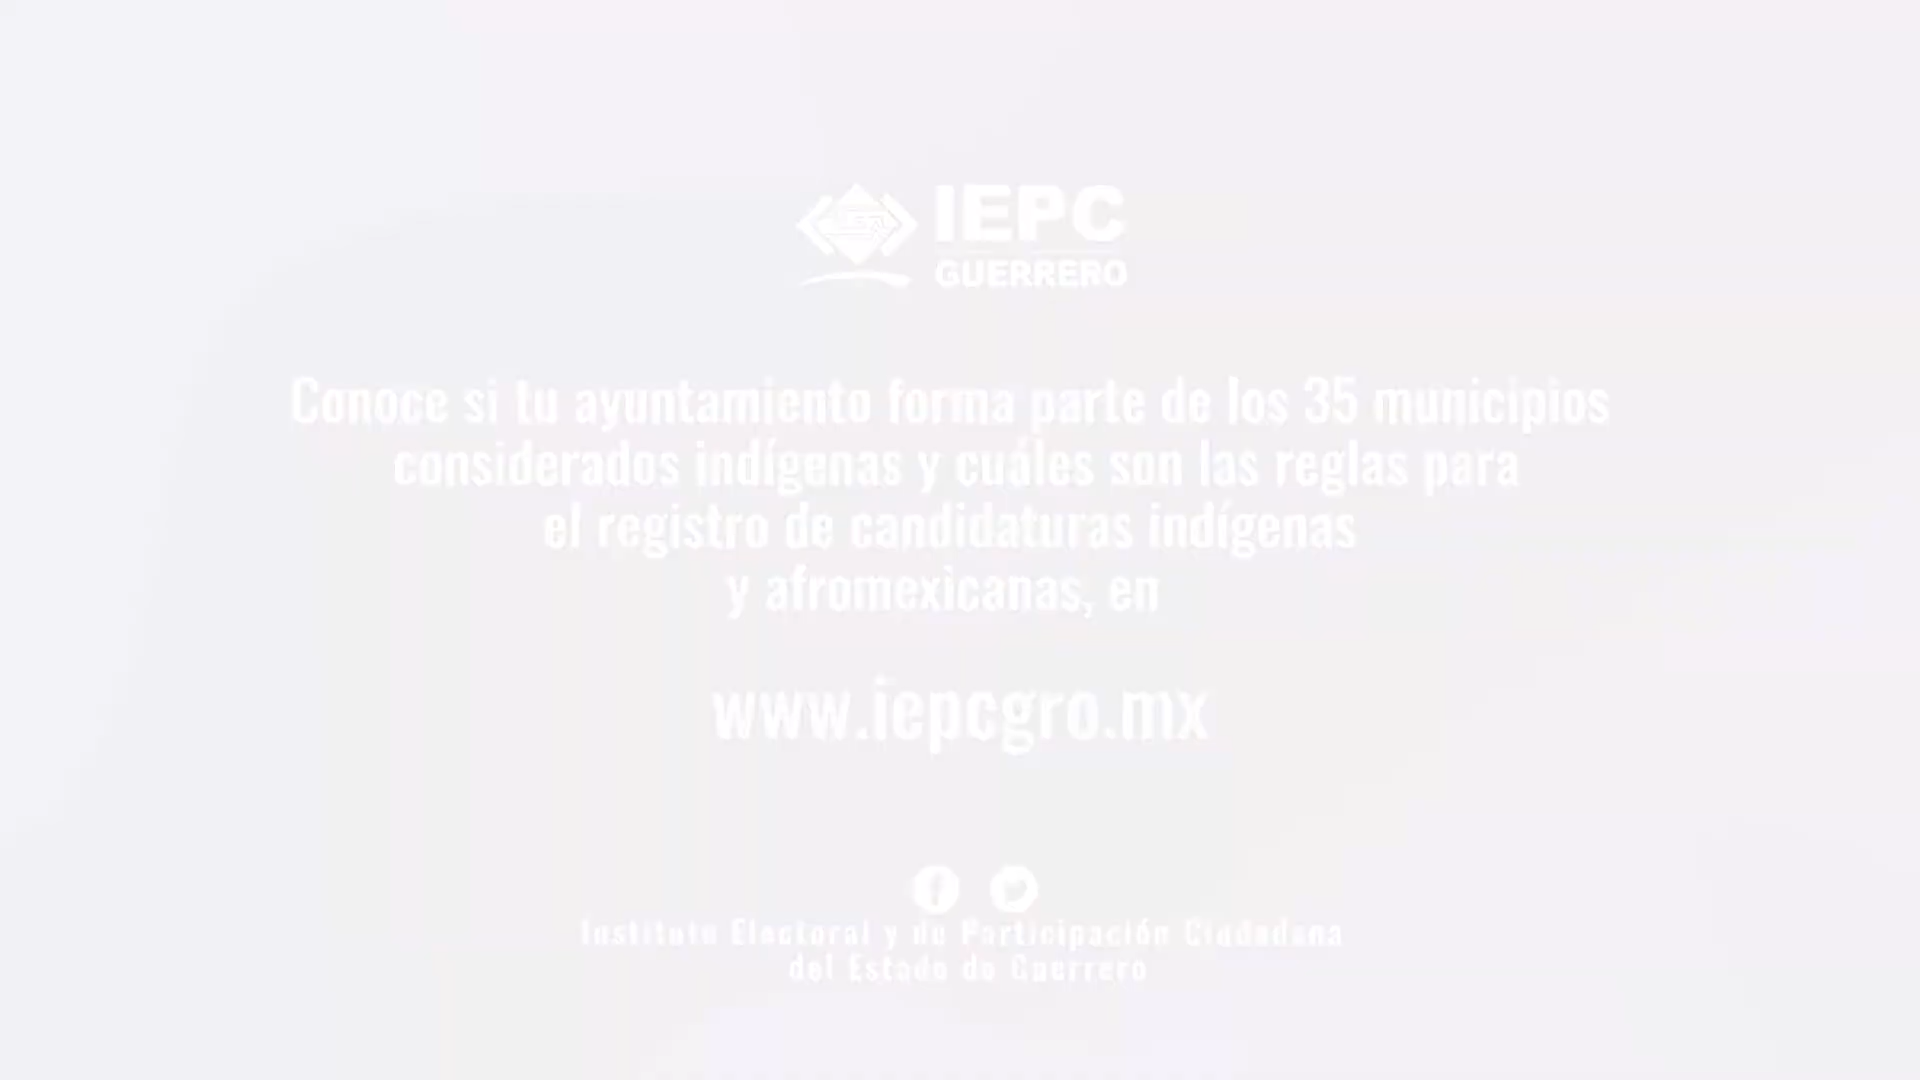 IEPC
GUERRERO
Conoce si tu ayuntamiento forma parte de los 35 municipios
considerados indígenas y cuáles son las reglas para
el registro de candidaturas indígenas
y afromexicanas, en
www.iepcgro.mx
Instituto Electoral y de Participación Ciudadana
del Estado de Guerrero